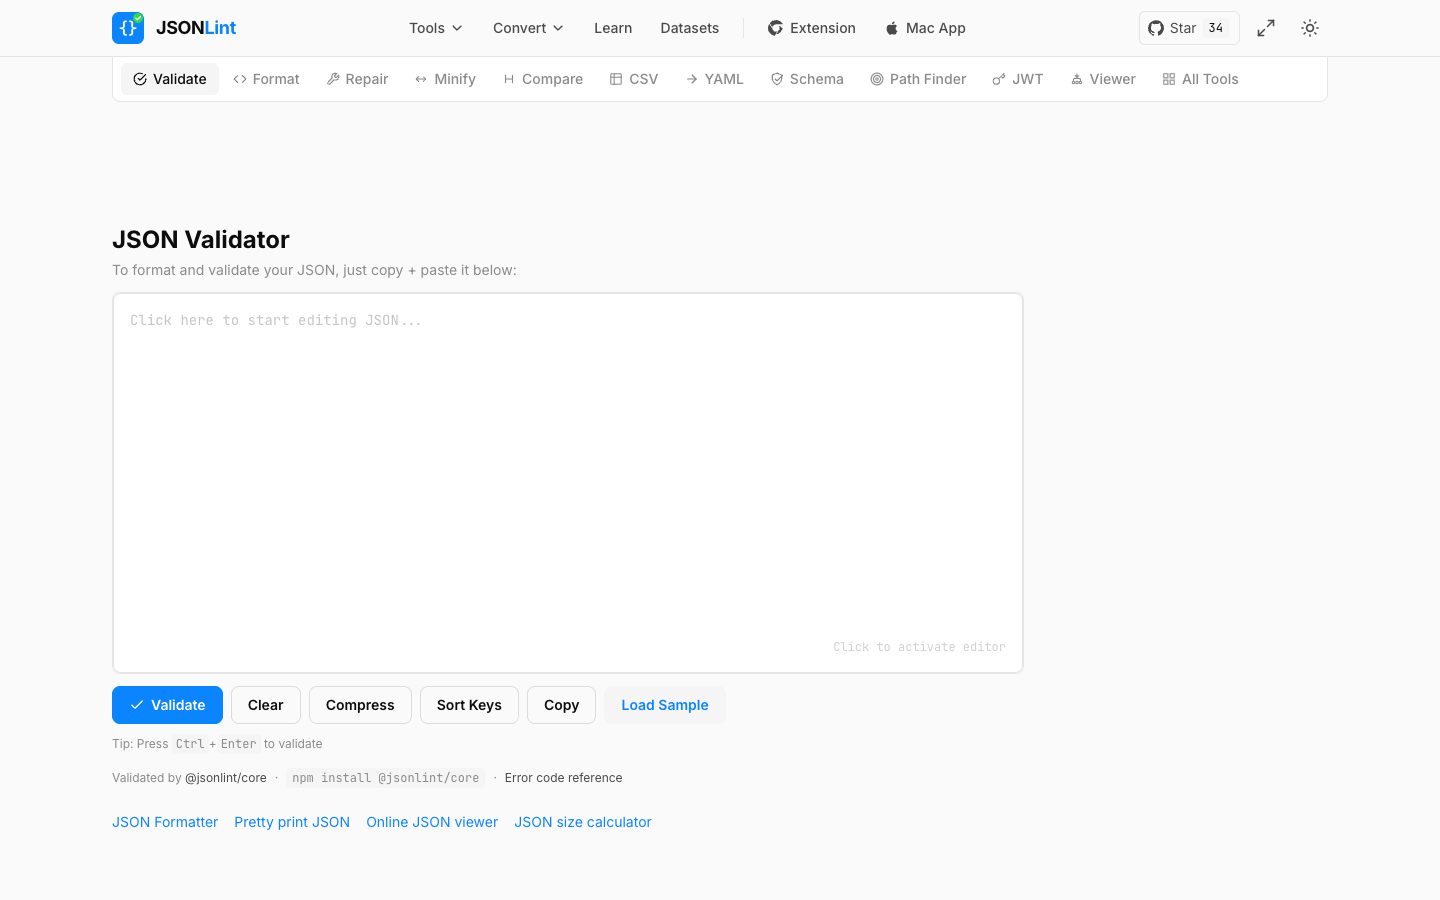 JSONLint
Tools Convert Learn Datasets Extension Mac App Star 34
Validate Format Repair Minify Compare CSV YAML Schema Path Finder JWT Viewer All Tools
JSON Validator
To format and validate your JSON, just copy + paste it below:
Click here to start editing JSON...
Click to activate editor
Validate Clear Compress Sort Keys Copy Load Sample
Tip: Press Ctrl + Enter to validate
Validated by @jsonlint/core · npm install @jsonlint/core · Error code reference
JSON Formatter Pretty print JSON Online JSON viewer JSON size calculator